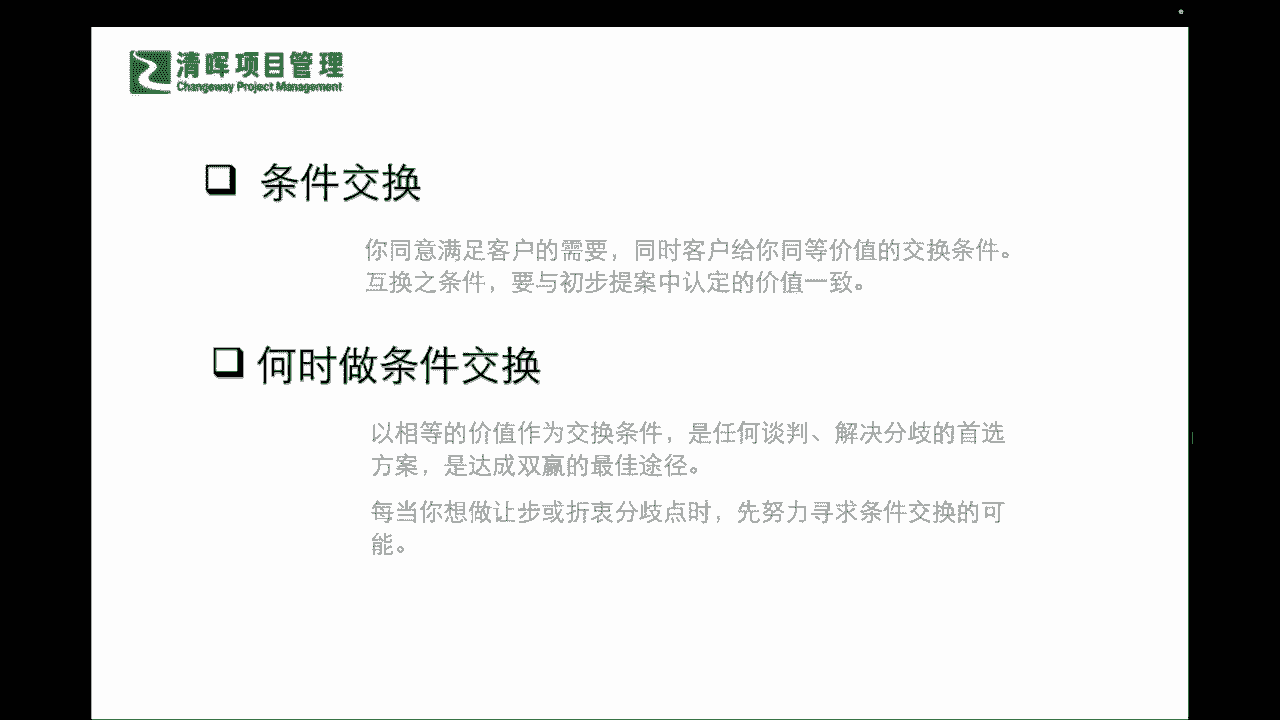 清晖项目管理
Changeway Project Management
条件交换
你同意满足客户的需要，同时客户给你同等价值的交换条件。
互换之条件，要与初步提案中认定的价值一致。
何时做条件交换
以相等的价值作为交换条件，是任何谈判、解决分歧的首选
方案，是达成双赢的最佳途径。
每当你想做让步或折衷分歧点时，先努力寻求条件交换的可
能。